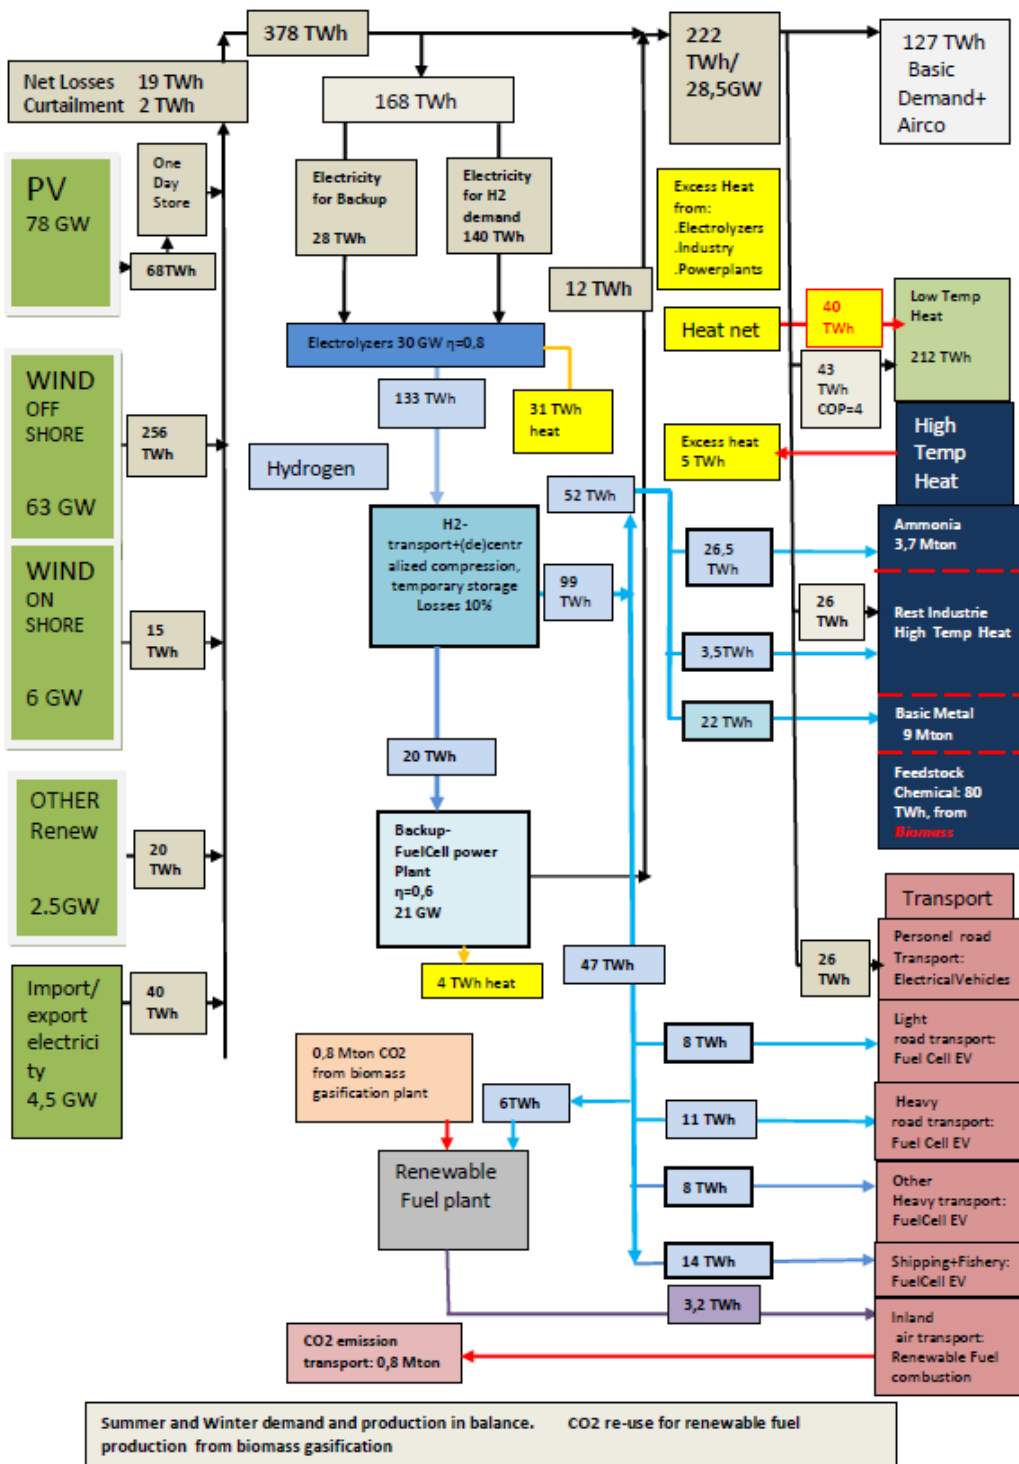 378 TWh
222
TWh/
28,5GW
127 TWh
Basic
Demand+
Airco
Net Losses 19 TWh
Curtailment 2 TWh
168 TWh
PV
78 GW
One
Day
Store
68TWh
Electricity
for Backup
28 TWh
Electricity
for H2
demand
140 TWh
Excess Heat
from:
.Electrolyzers
.Industry
.Powerplants
12 TWh
Heat net
40
TWh
Low Temp
Heat
212 TWh
Electrolyzers 30 GW η=0,8
43
TWh
COP=4
WIND
OFF
SHORE
63 GW
256
TWh
133 TWh
31 TWh
heat
Hydrogen
Excess heat
5 TWh
High
Temp
Heat
52 TWh
H2-
transport+(de)centr
alized compression,
temporary storage
Losses 10%
99
TWh
26,5
TWh
Ammonia
3,7 Mton
WIND
ON
SHORE
6 GW
15
TWh
26
TWh
Rest Industrie
High Temp Heat
3,5TWh
22 TWh
Basic Metal
9 Mton
20 TWh
Feedstock
Chemical: 80
TWh, from
Biomass
OTHER
Renew
2.5GW
20
TWh
Backup-
FuelCell power
Plant
η=0,6
21 GW
Transport
4 TWh heat
47 TWh
26
TWh
Personel road
Transport:
ElectricalVehicles
Import/
export
electrici
ty
4,5 GW
40
TWh
0,8 Mton CO2
from biomass
gasification plant
8 TWh
Light
road transport:
Fuel Cell EV
6TWh
11 TWh
Heavy
road transport:
Fuel Cell EV
Renewable
Fuel plant
8 TWh
Other
Heavy transport:
FuelCell EV
14 TWh
Shipping+Fishery:
FuelCell EV
3,2 TWh
Inland
air transport:
Renewable Fuel
combustion
CO2 emission
transport: 0,8 Mton
Summer and Winter demand and production in balance. CO2 re-use for renewable fuel
production from biomass gasification